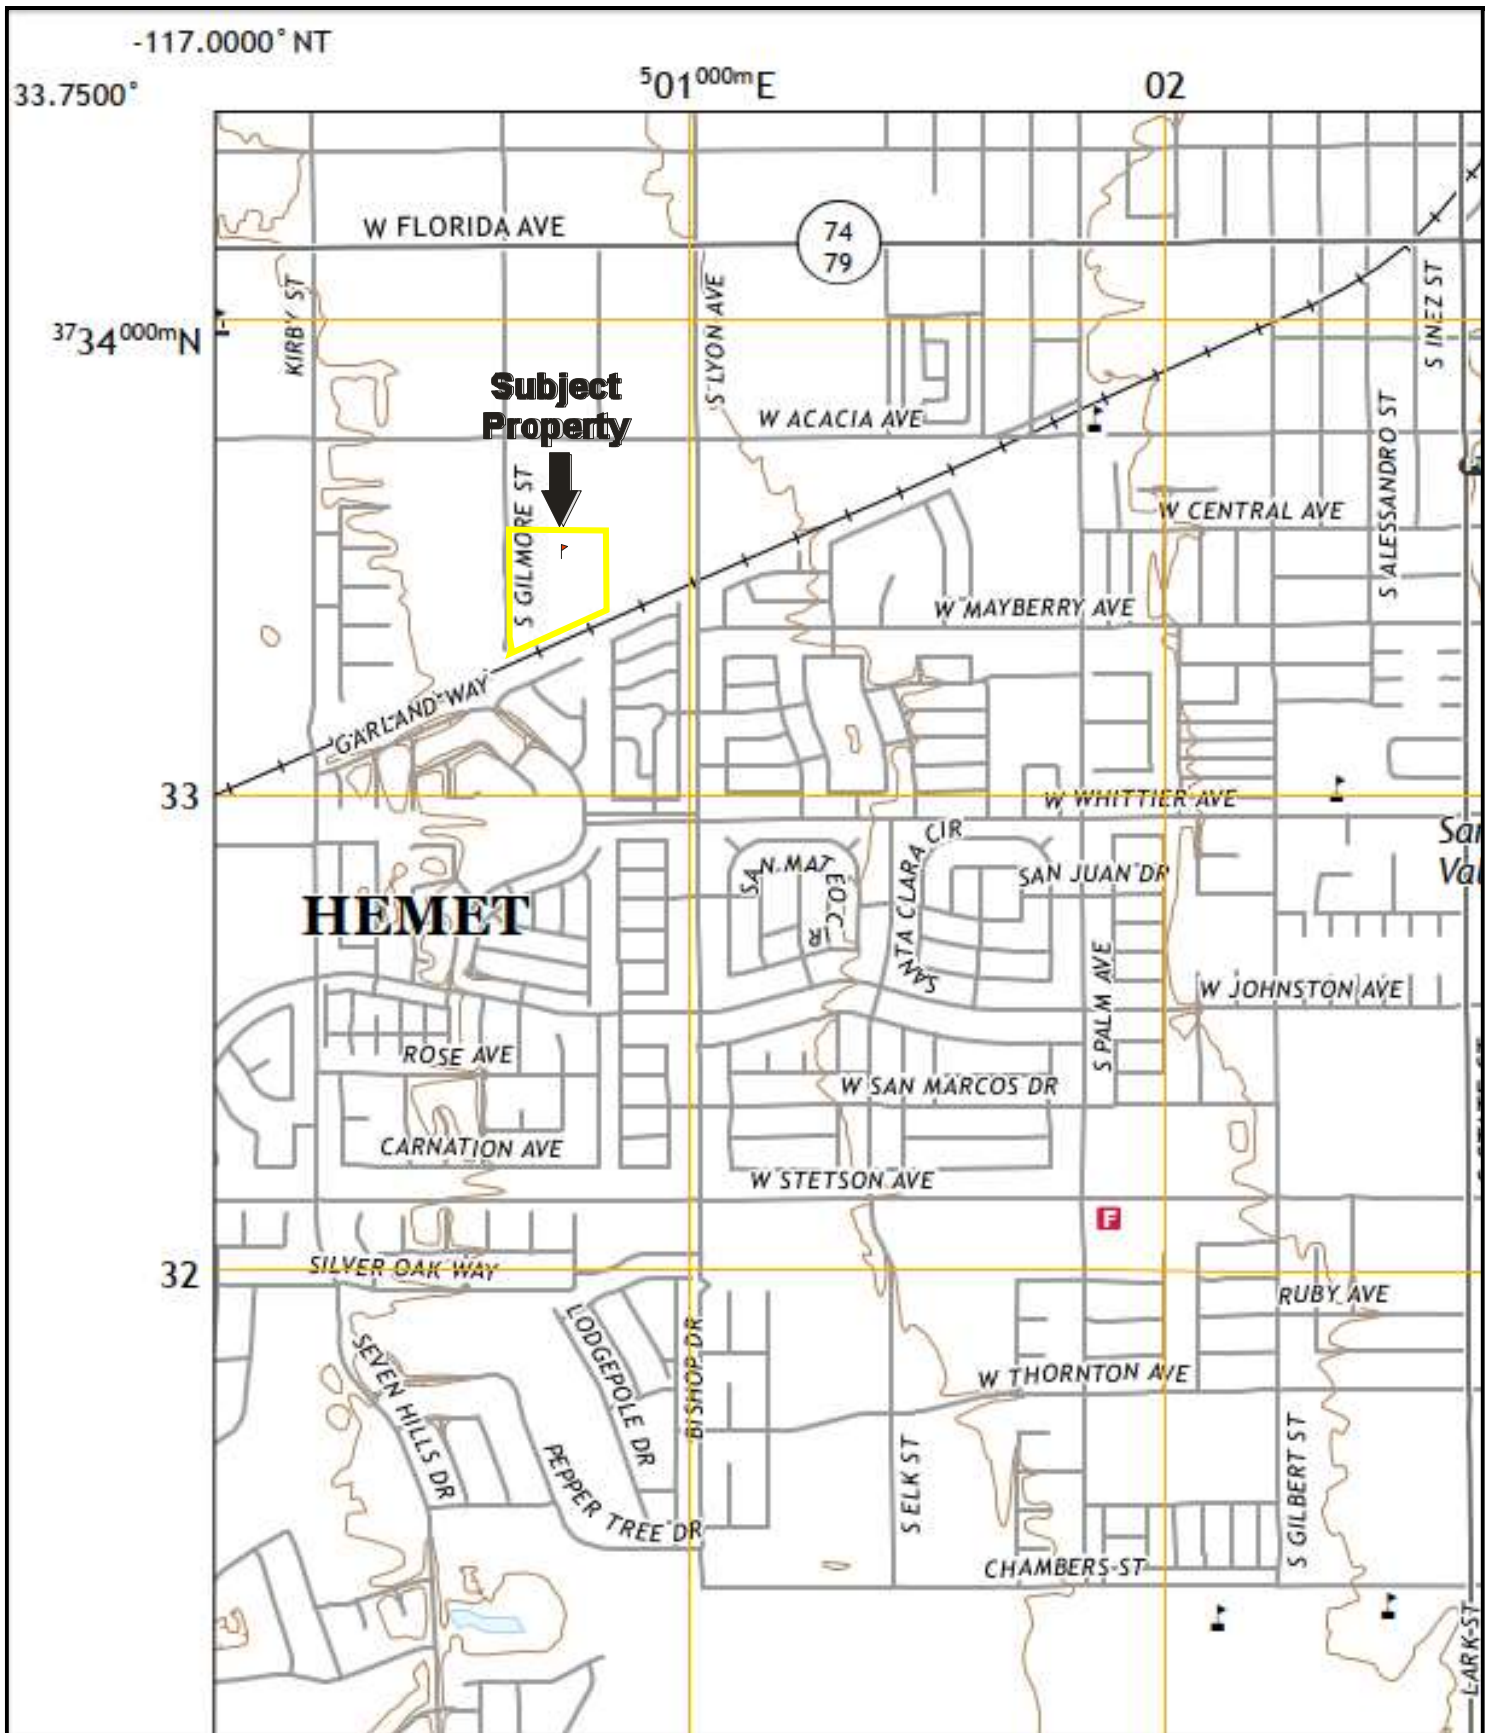 -117.0000° NT
33.7500°
501000mE
02
W FLORIDA AVE
74
79
KIRBY ST
S LYON AVE
S INEZ ST
3734000mN
Subject
Property
W ACACIA AVE
S GILMORE ST
S ALESSANDRO ST
W CENTRAL AVE
W MAYBERRY AVE
GARLAND WAY
33
W WHITTIER AVE
SAN MATEO CIR
SANTA CLARA CIR
SAN JUAN DR
HEMET
S PALM AVE
W JOHNSTON AVE
ROSE AVE
W SAN MARCOS DR
CARNATION AVE
W STETSON AVE
F
32
SILVER OAK WAY
RUBY AVE
SEVEN HILLS DR
LODGEPOLE DR
BISHOP DR
W THORNTON AVE
PEPPER TREE DR
S ELK ST
S GILBERT ST
CHAMBERS ST
LARK ST